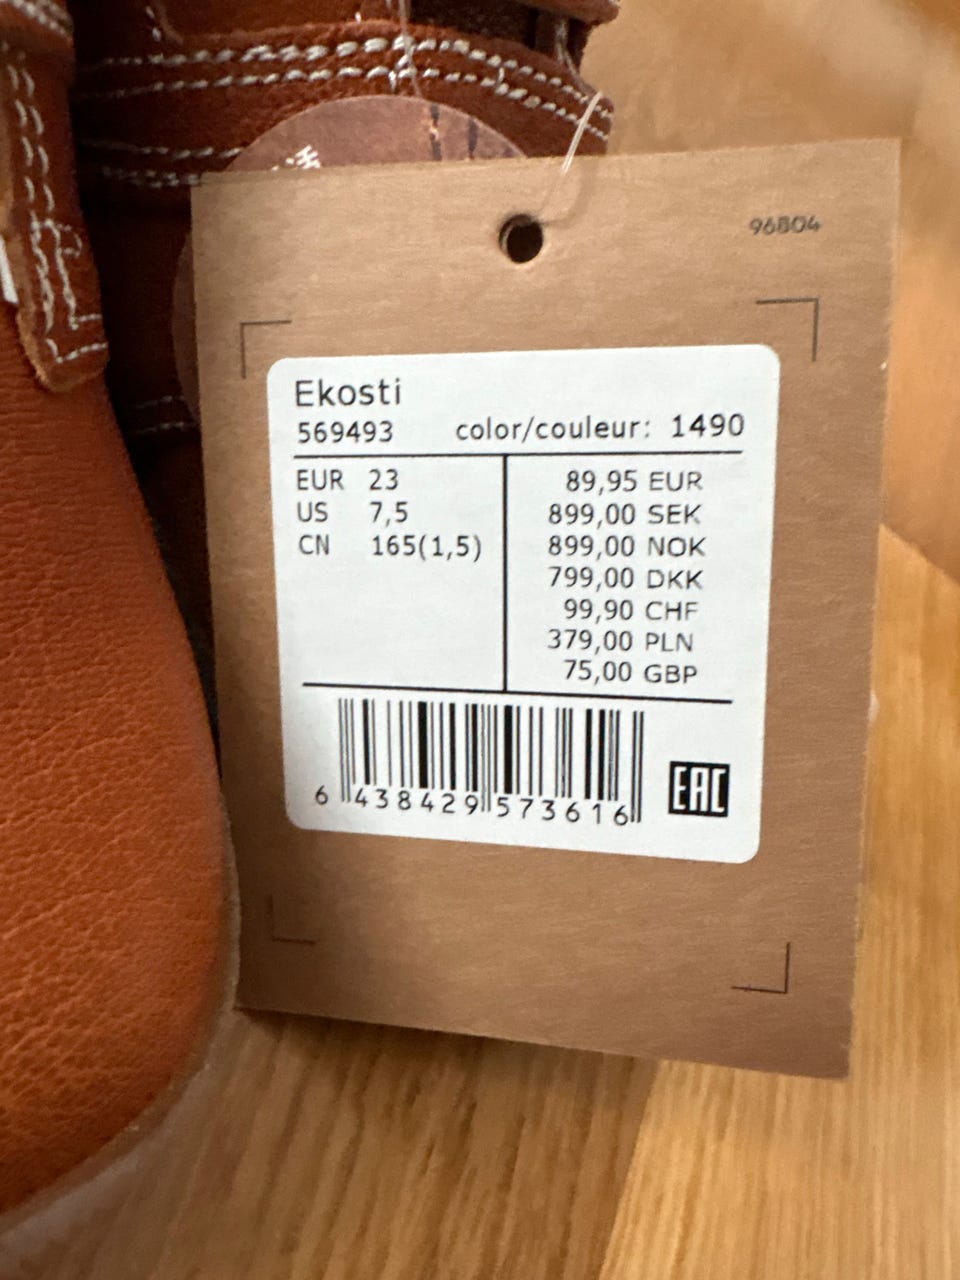 96804
Ekosti
569493 color/couleur: 1490
EUR 23
US 7,5
CN 165(1,5)
89,95 EUR
899,00 SEK
899,00 NOK
799,00 DKK
99,90 CHF
379,00 PLN
75,00 GBP
6 438429 573616
EAC